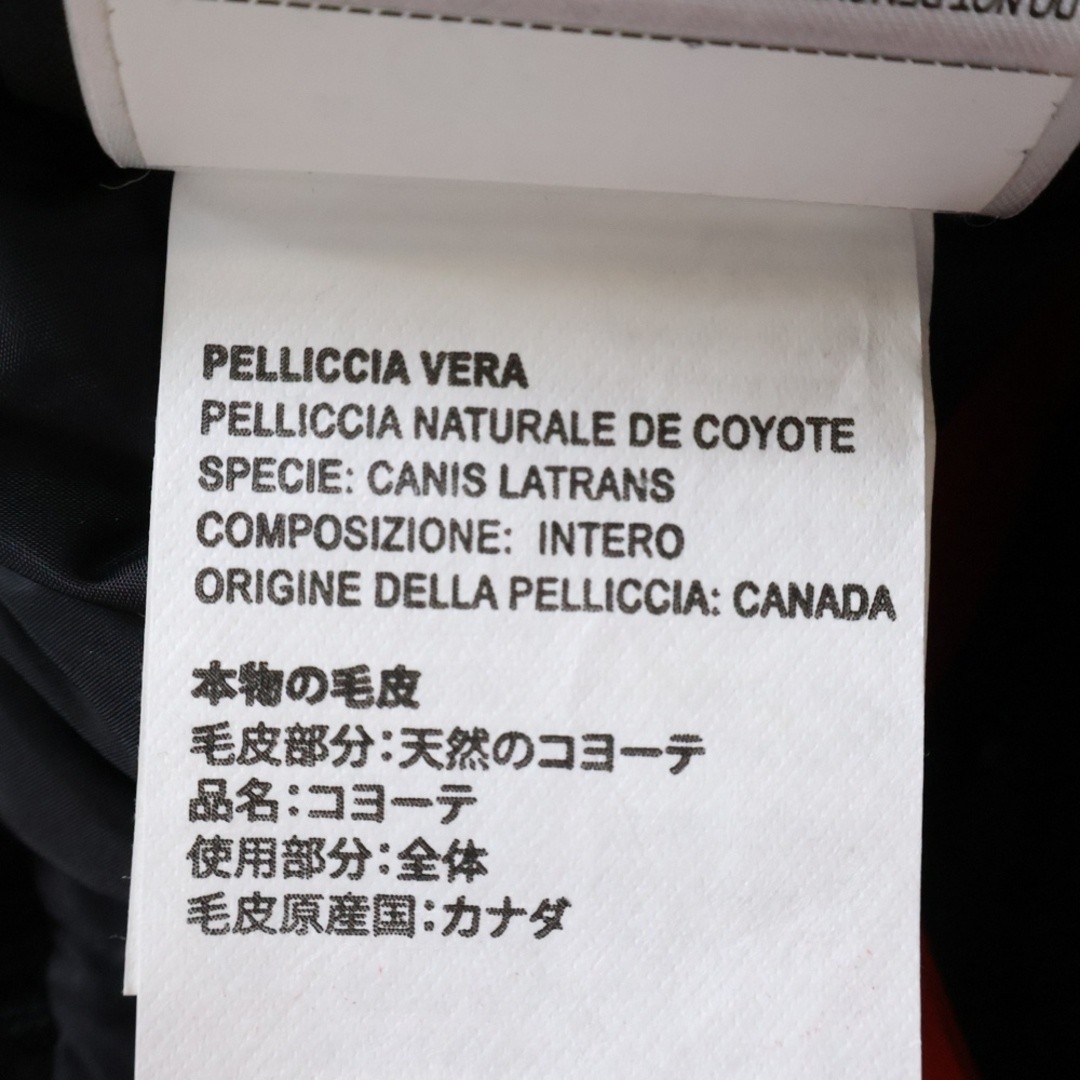 DO NOT
PELLICCIA VERA
PELLICCIA NATURALE DE COYOTE
SPECIE: CANIS LATRANS
COMPOSIZIONE: INTERO
ORIGINE DELLA PELLICCIA: CANADA
本物の毛皮
毛皮部分:天然のコヨーテ
品名:コヨーテ
使用部分:全体
毛皮原産国:カナダ